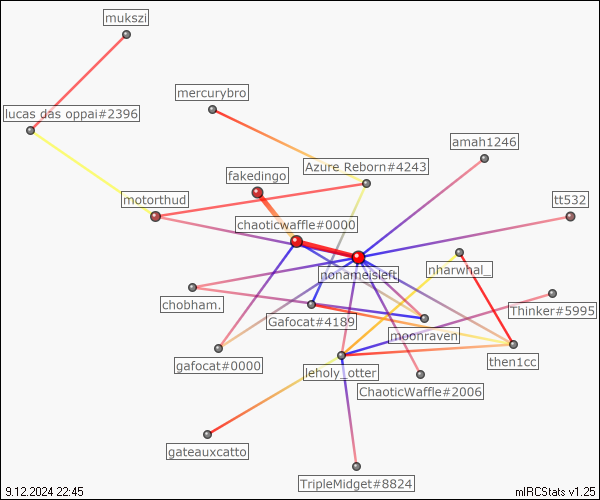 mukszi
mercurybro
lucas das oppai#2396
amah1246
Azure Reborn#4243
fakedingo
motorthud
tt532
chaoticwaffle#0000
nonameisleft
nharwhal_
chobham.
Gafocat#4189
Thinker#5995
moonraven
gafocat#0000
then1cc
leholy_otter
ChaoticWaffle#2006
gateauxcatto
TripleMidget#8824
9.12.2024 22:45
mIRCStats v1.25